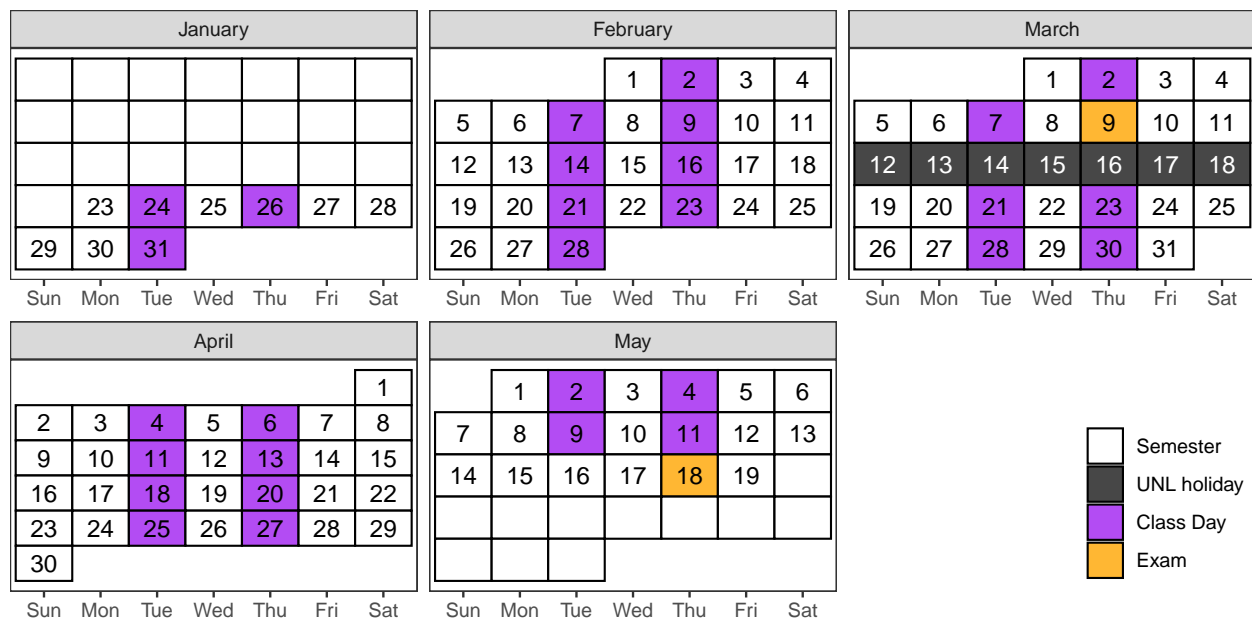 January
23 24 25 26 27 28
29 30 31
Sun Mon Tue Wed Thu Fri Sat
February
1 2 3 4
5 6 7 8 9 10 11
12 13 14 15 16 17 18
19 20 21 22 23 24 25
26 27 28
Sun Mon Tue Wed Thu Fri Sat
March
1 2 3 4
5 6 7 8 9 10 11
12 13 14 15 16 17 18
19 20 21 22 23 24 25
26 27 28 29 30 31
Sun Mon Tue Wed Thu Fri Sat
April
1
2 3 4 5 6 7 8
9 10 11 12 13 14 15
16 17 18 19 20 21 22
23 24 25 26 27 28 29
30
Sun Mon Tue Wed Thu Fri Sat
May
1 2 3 4 5 6
7 8 9 10 11 12 13
14 15 16 17 18 19
Sun Mon Tue Wed Thu Fri Sat
Semester
UNL holiday
Class Day
Exam